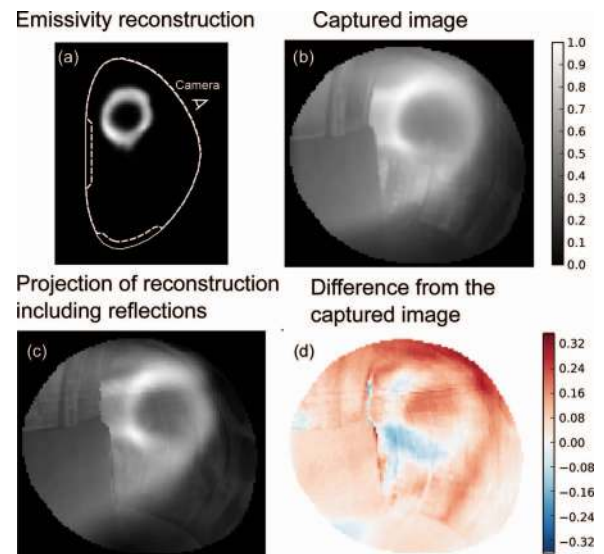 Emissivity reconstruction
Captured image
(a)
Camera
(b)
1.0
0.9
0.8
0.7
0.6
0.5
0.4
0.3
0.2
0.1
0.0
Projection of reconstruction
including reflections
Difference from the
captured image
(c)
(d)
0.32
0.24
0.16
0.08
0.00
−0.08
−0.16
−0.24
−0.32